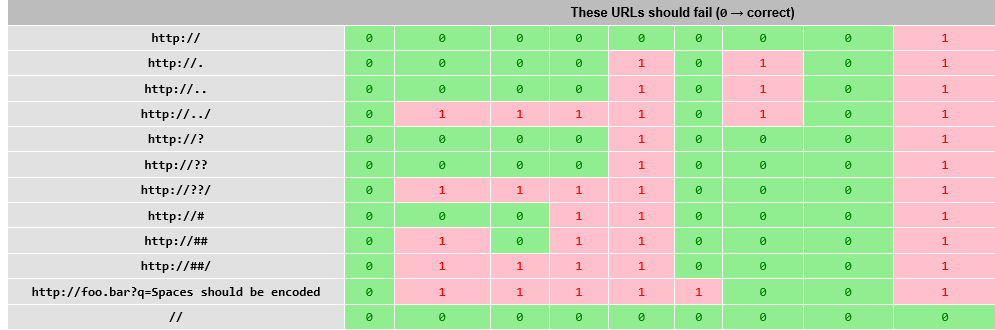 These URLs should fail (0 → correct)
http:// 0 0 0 0 0 0 0 0 1
http://. 0 0 0 0 1 0 1 0 1
http://.. 0 0 0 0 1 0 1 0 1
http://../ 0 1 1 1 1 0 1 0 1
http://? 0 0 0 0 1 0 0 0 1
http://?? 0 0 0 0 1 0 0 0 1
http://??/ 0 1 1 1 1 0 0 0 1
http://# 0 0 0 1 1 0 0 0 1
http://## 0 1 0 1 1 0 0 0 1
http://##/ 0 1 1 1 1 0 0 0 1
http://foo.bar?q=Spaces should be encoded 0 1 1 1 1 1 0 0 1
// 0 0 0 0 0 0 0 0 0